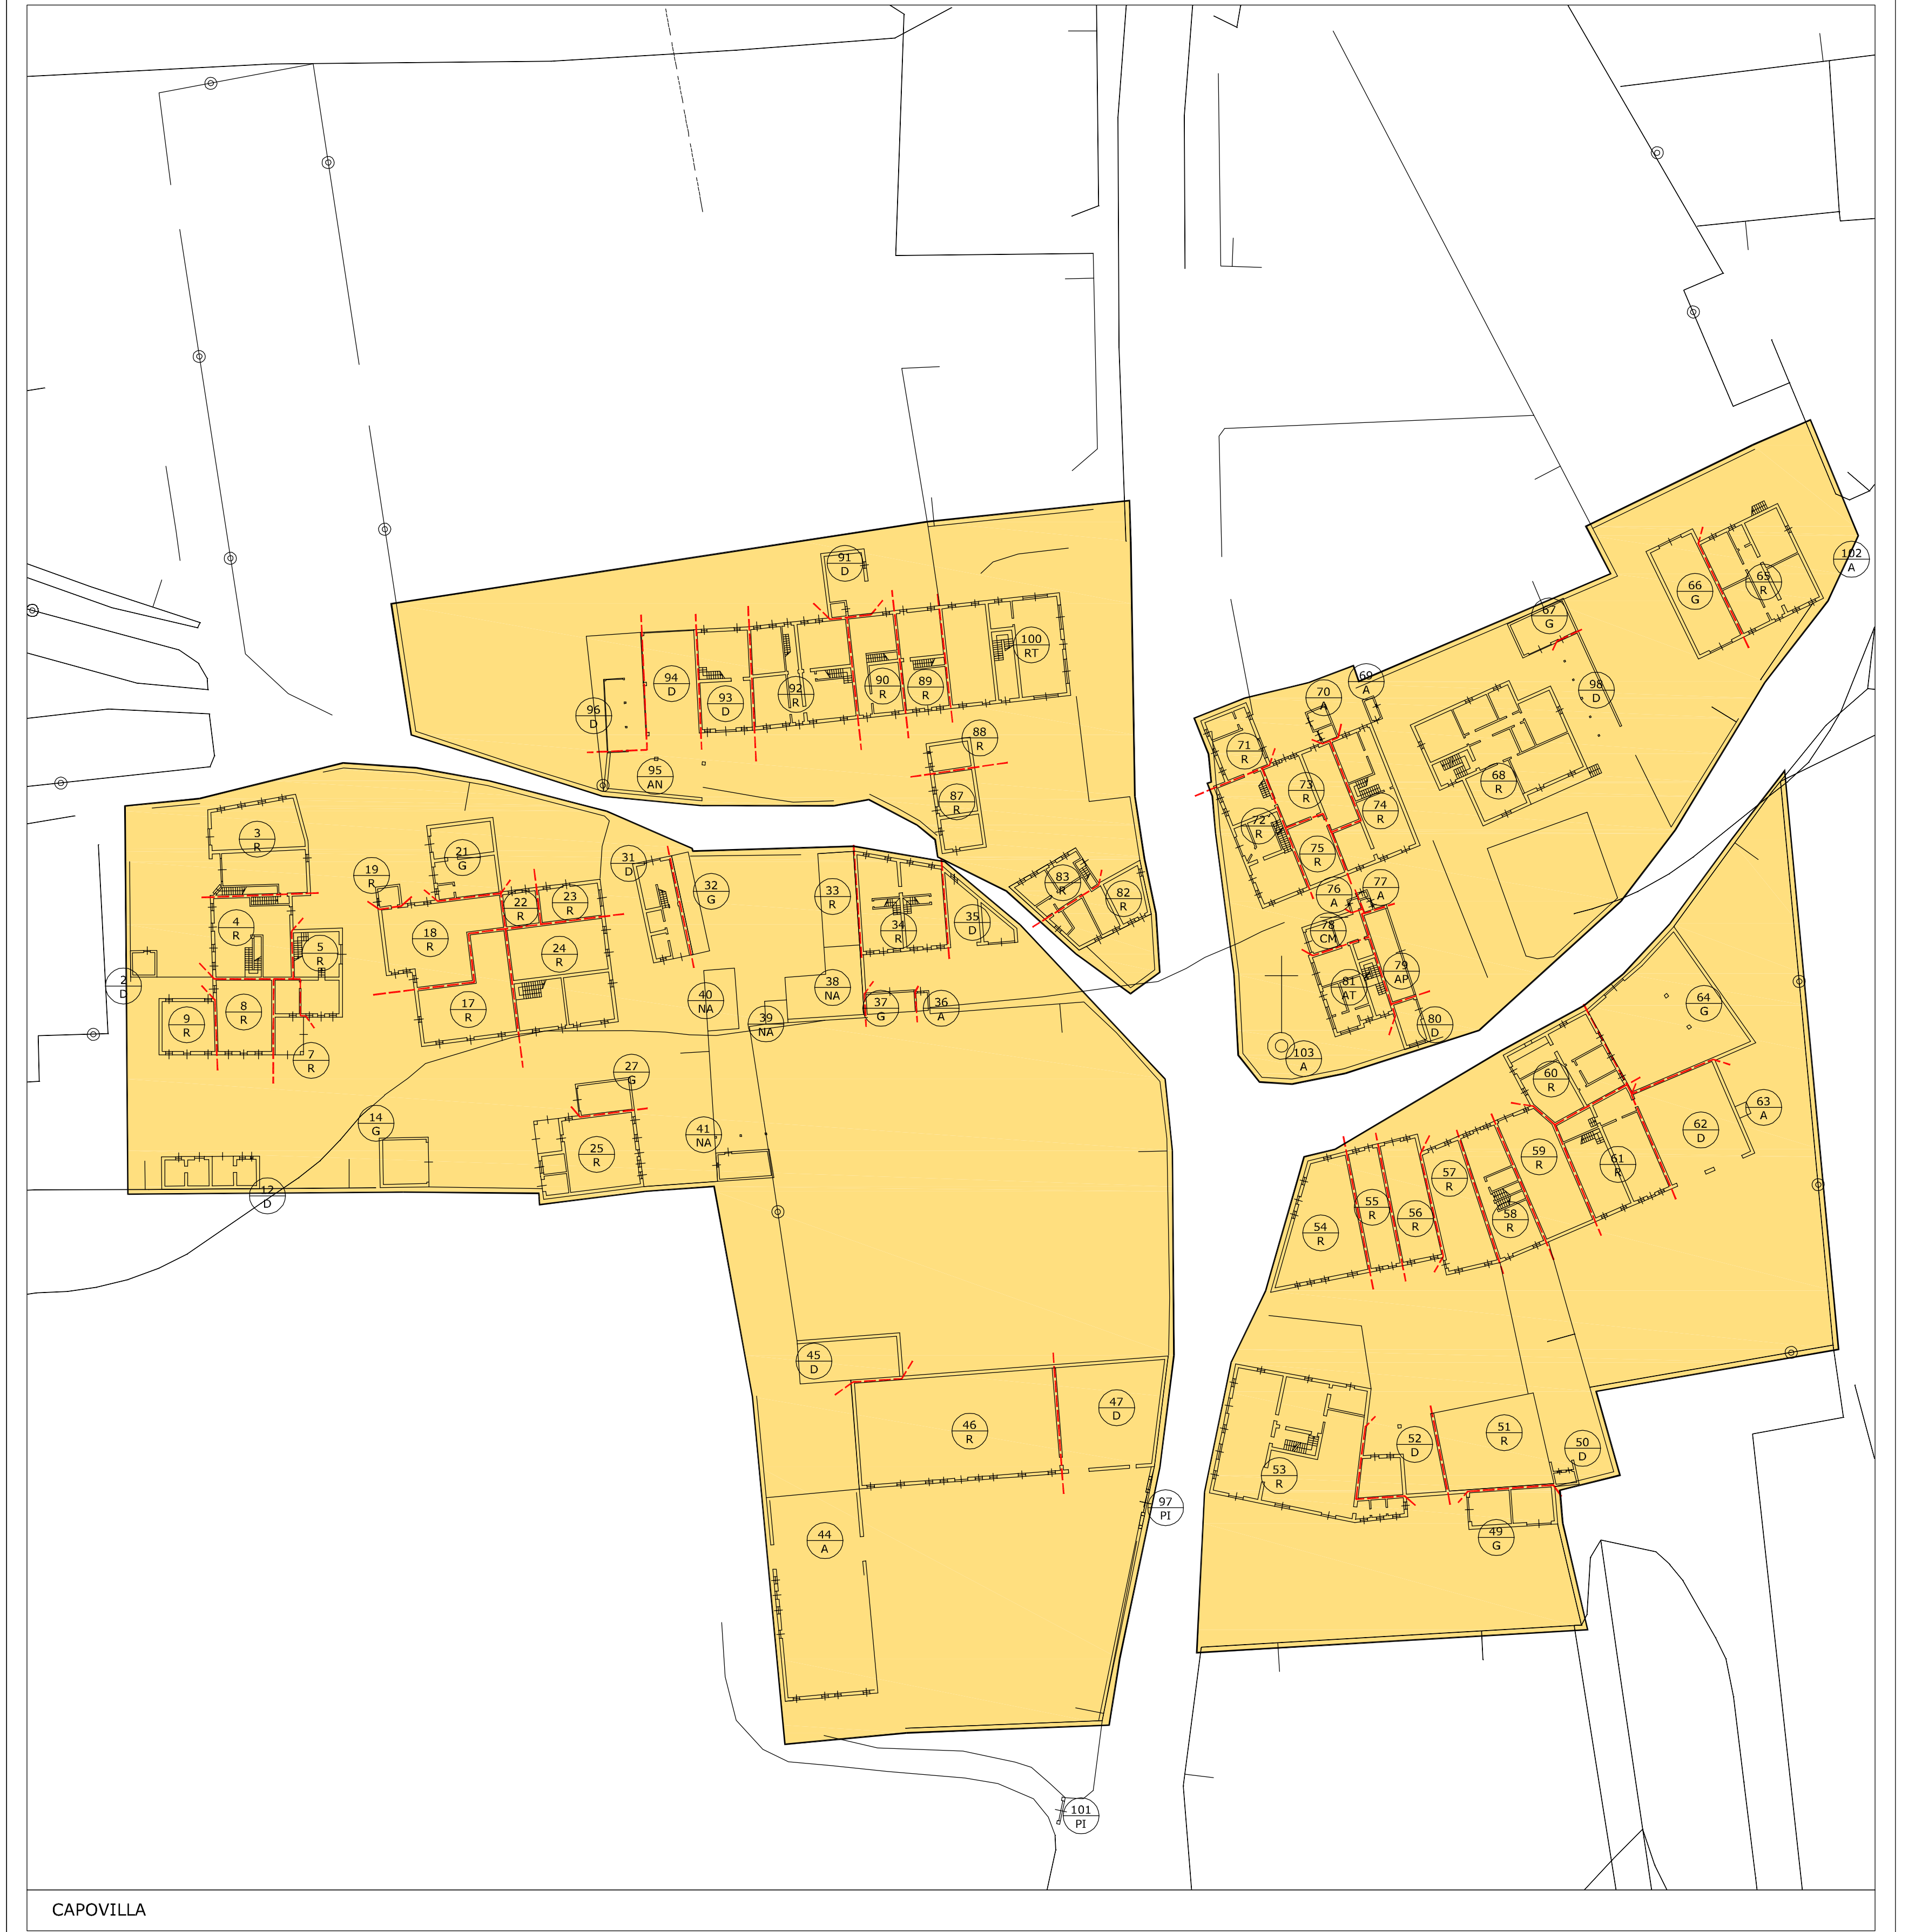 91
D
102
A
66
G
65
R
67
G
100
RT
94
D
93
D
92
R
90
R
89
R
69
A
98
D
70
A
96
D
88
R
71
R
95
AN
73
R
68
R
87
R
74
R
72
R
3
R
21
G
75
R
31
D
19
R
83
R
77
A
32
G
33
R
76
A
82
R
22
R
23
R
4
R
35
D
34
R
78
CM
18
R
5
R
24
R
79
AP
2
D
38
NA
81
AT
40
NA
64
G
17
R
37
G
36
A
8
R
9
R
39
NA
80
D
7
R
103
A
27
G
60
R
63
A
14
G
62
D
41
NA
25
R
59
R
61
R
57
R
12
D
55
R
56
R
58
R
54
R
45
D
47
D
46
R
51
R
52
D
50
D
53
R
97
PI
49
G
44
A
101
PI
CAPOVILLA